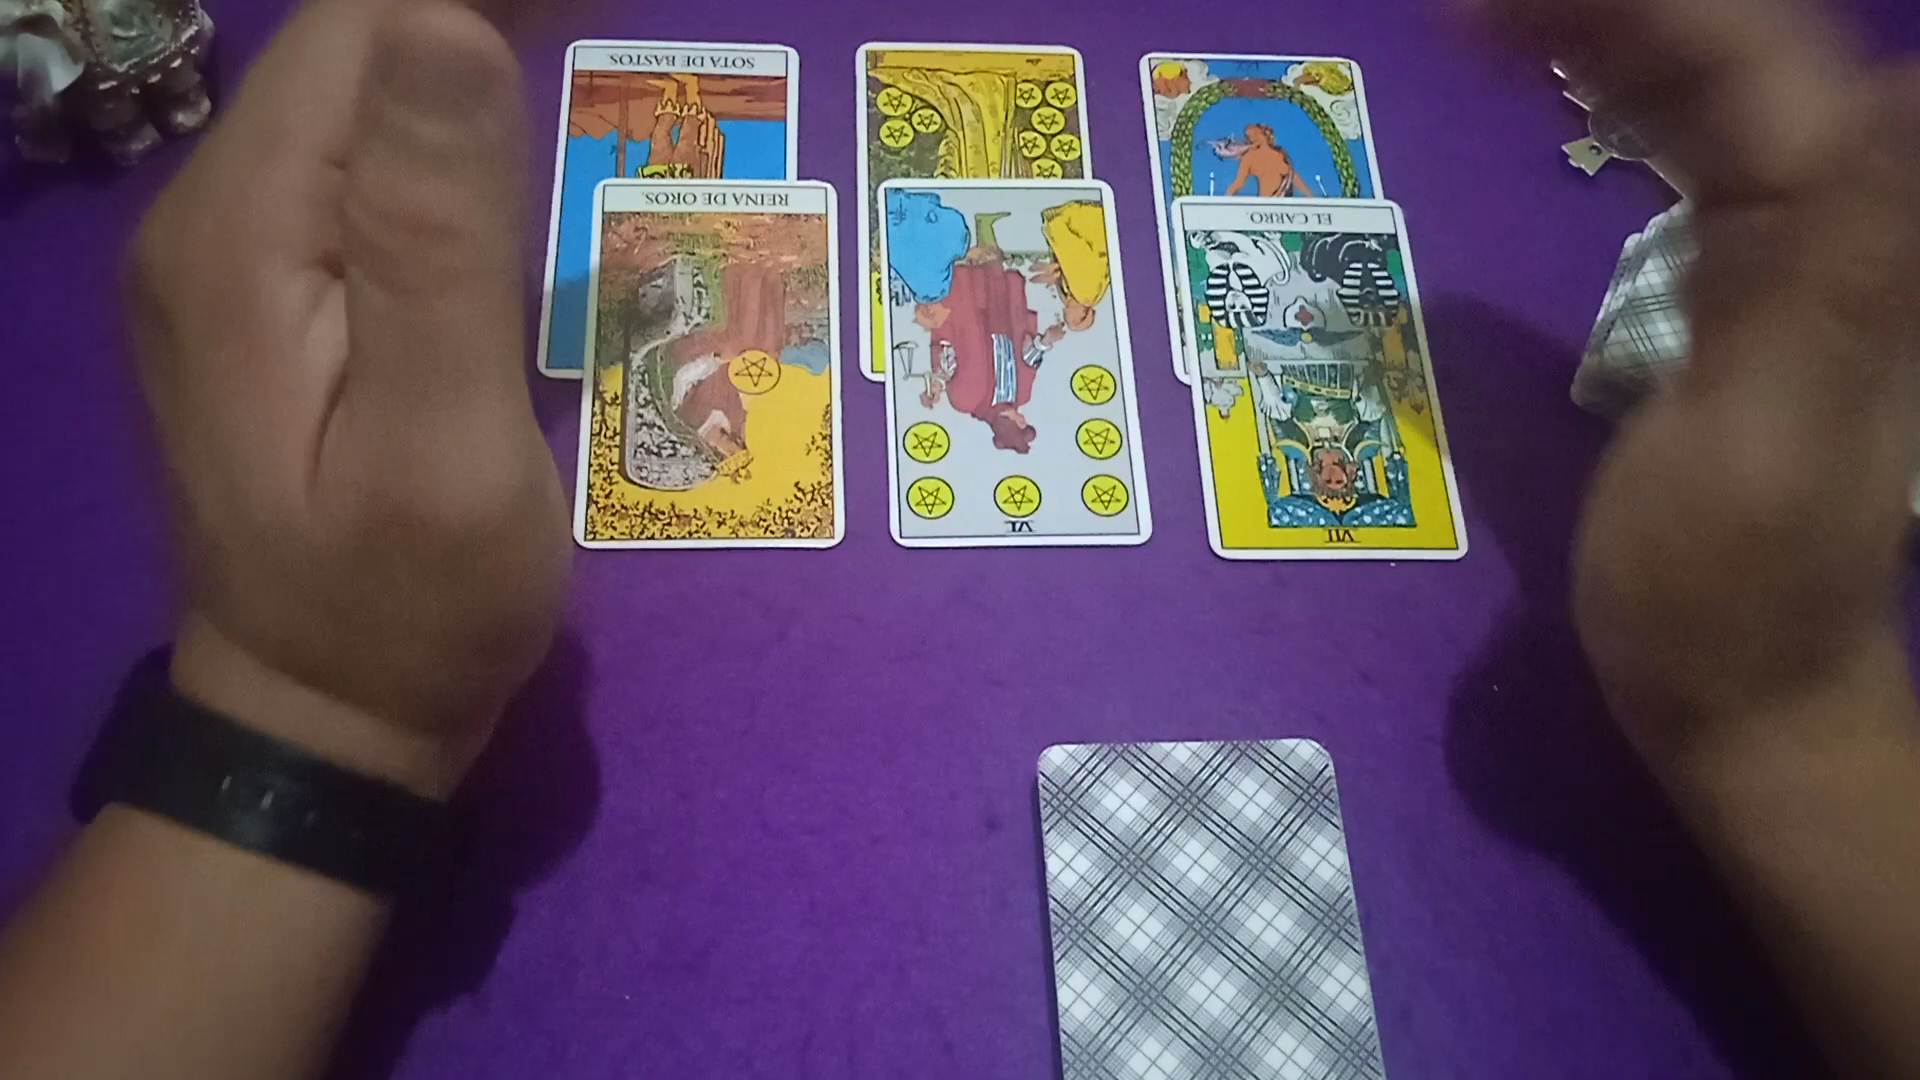 SOTA DE BASTOS.
REINA DE OROS.
EL CARRO.
VI
VII